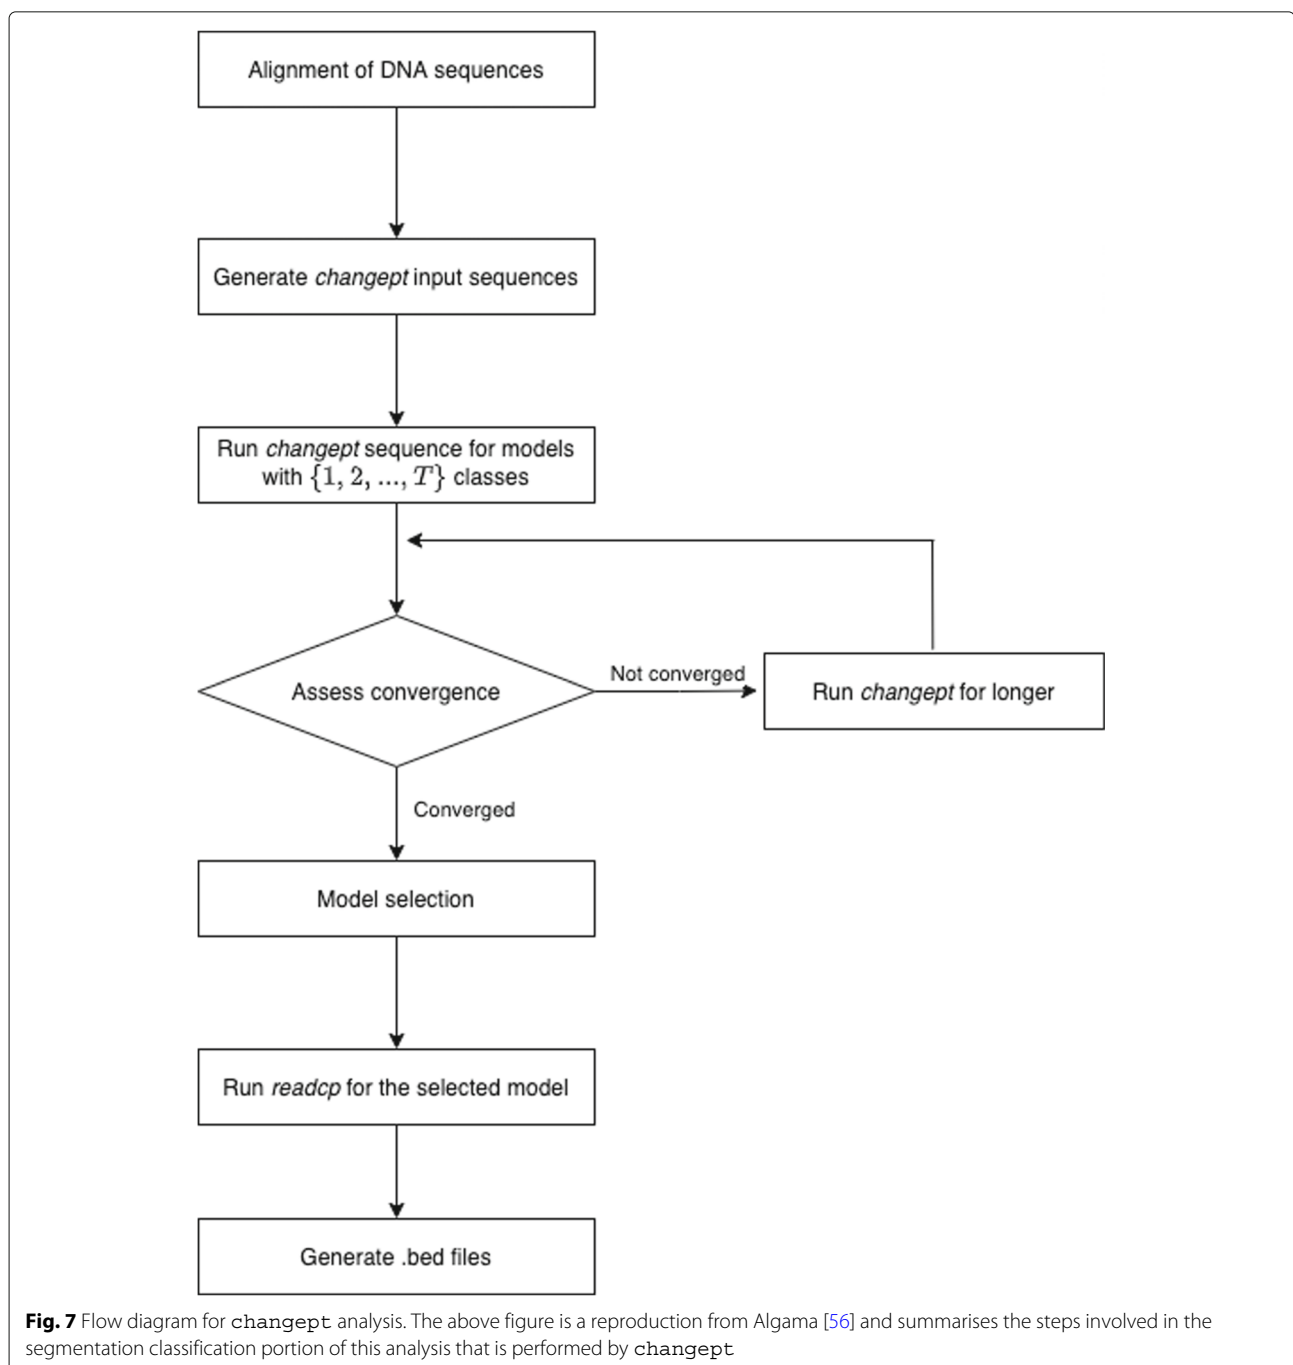 Alignment of DNA sequences
Generate changept input sequences
Run changept sequence for models
with {1, 2, ..., T} classes
Assess convergence
Not converged
Run changept for longer
Converged
Model selection
Run readcp for the selected model
Generate .bed files
Fig. 7 Flow diagram for changept analysis. The above figure is a reproduction from Algama [56] and summarises the steps involved in the
segmentation classification portion of this analysis that is performed by changept